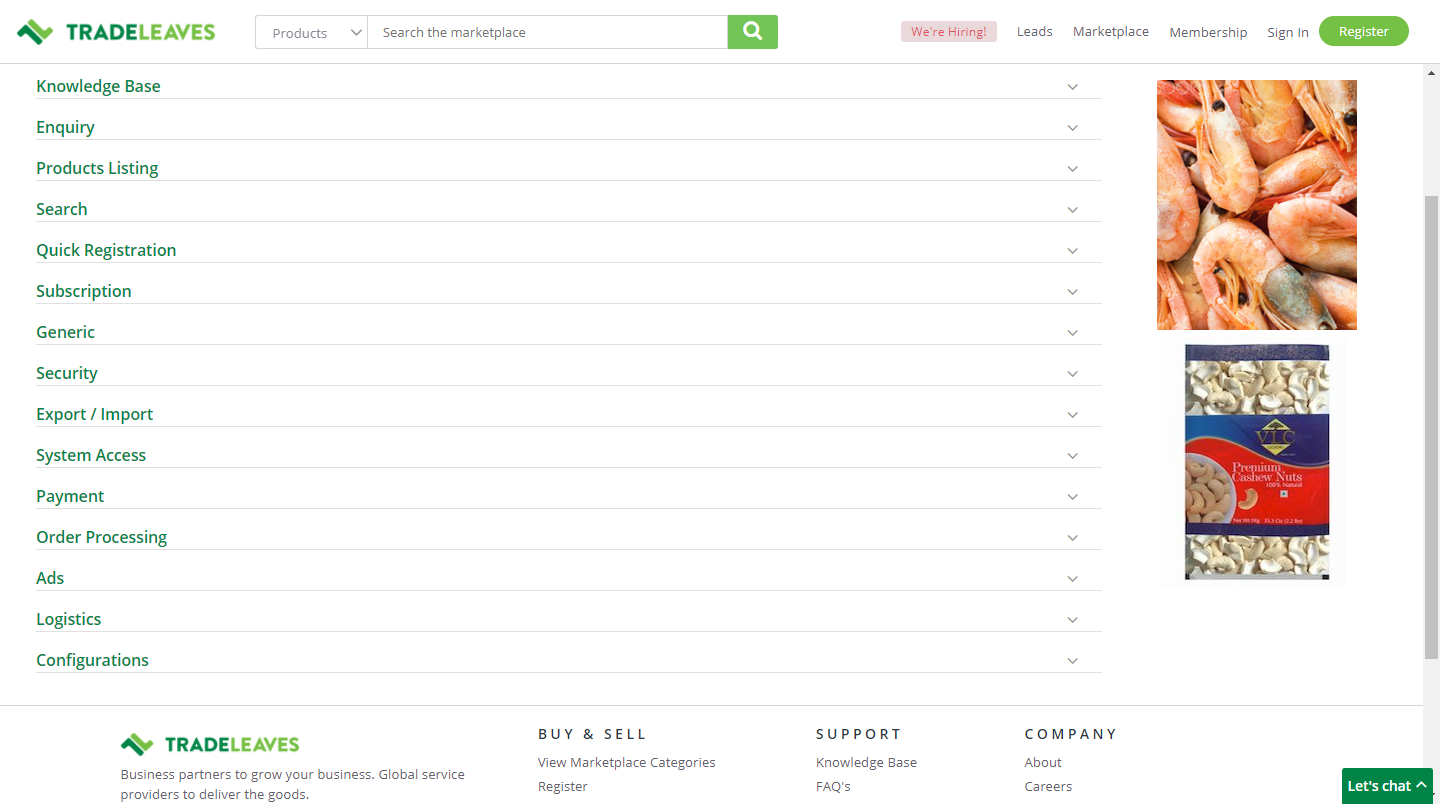 TRADELEAVES
Products
Search the marketplace
We're Hiring!
Leads
Marketplace
Membership
Sign In
Register
Knowledge Base
Enquiry
Products Listing
Search
Quick Registration
Subscription
Generic
Security
Export / Import
System Access
Payment
Order Processing
Ads
Logistics
Configurations
VLC
Premium
Cashew Nuts
100% Natural
TRADELEAVES
Business partners to grow your business. Global service
providers to deliver the goods.
BUY & SELL
View Marketplace Categories
Register
SUPPORT
Knowledge Base
FAQ's
COMPANY
About
Careers
Let's chat